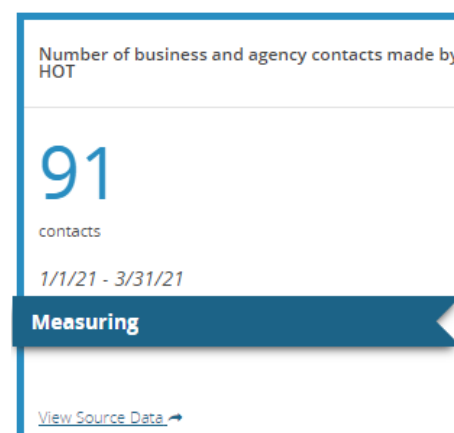 Number of business and agency contacts made by
HOT
91
contacts
1/1/21 - 3/31/21
Measuring
View Source Data